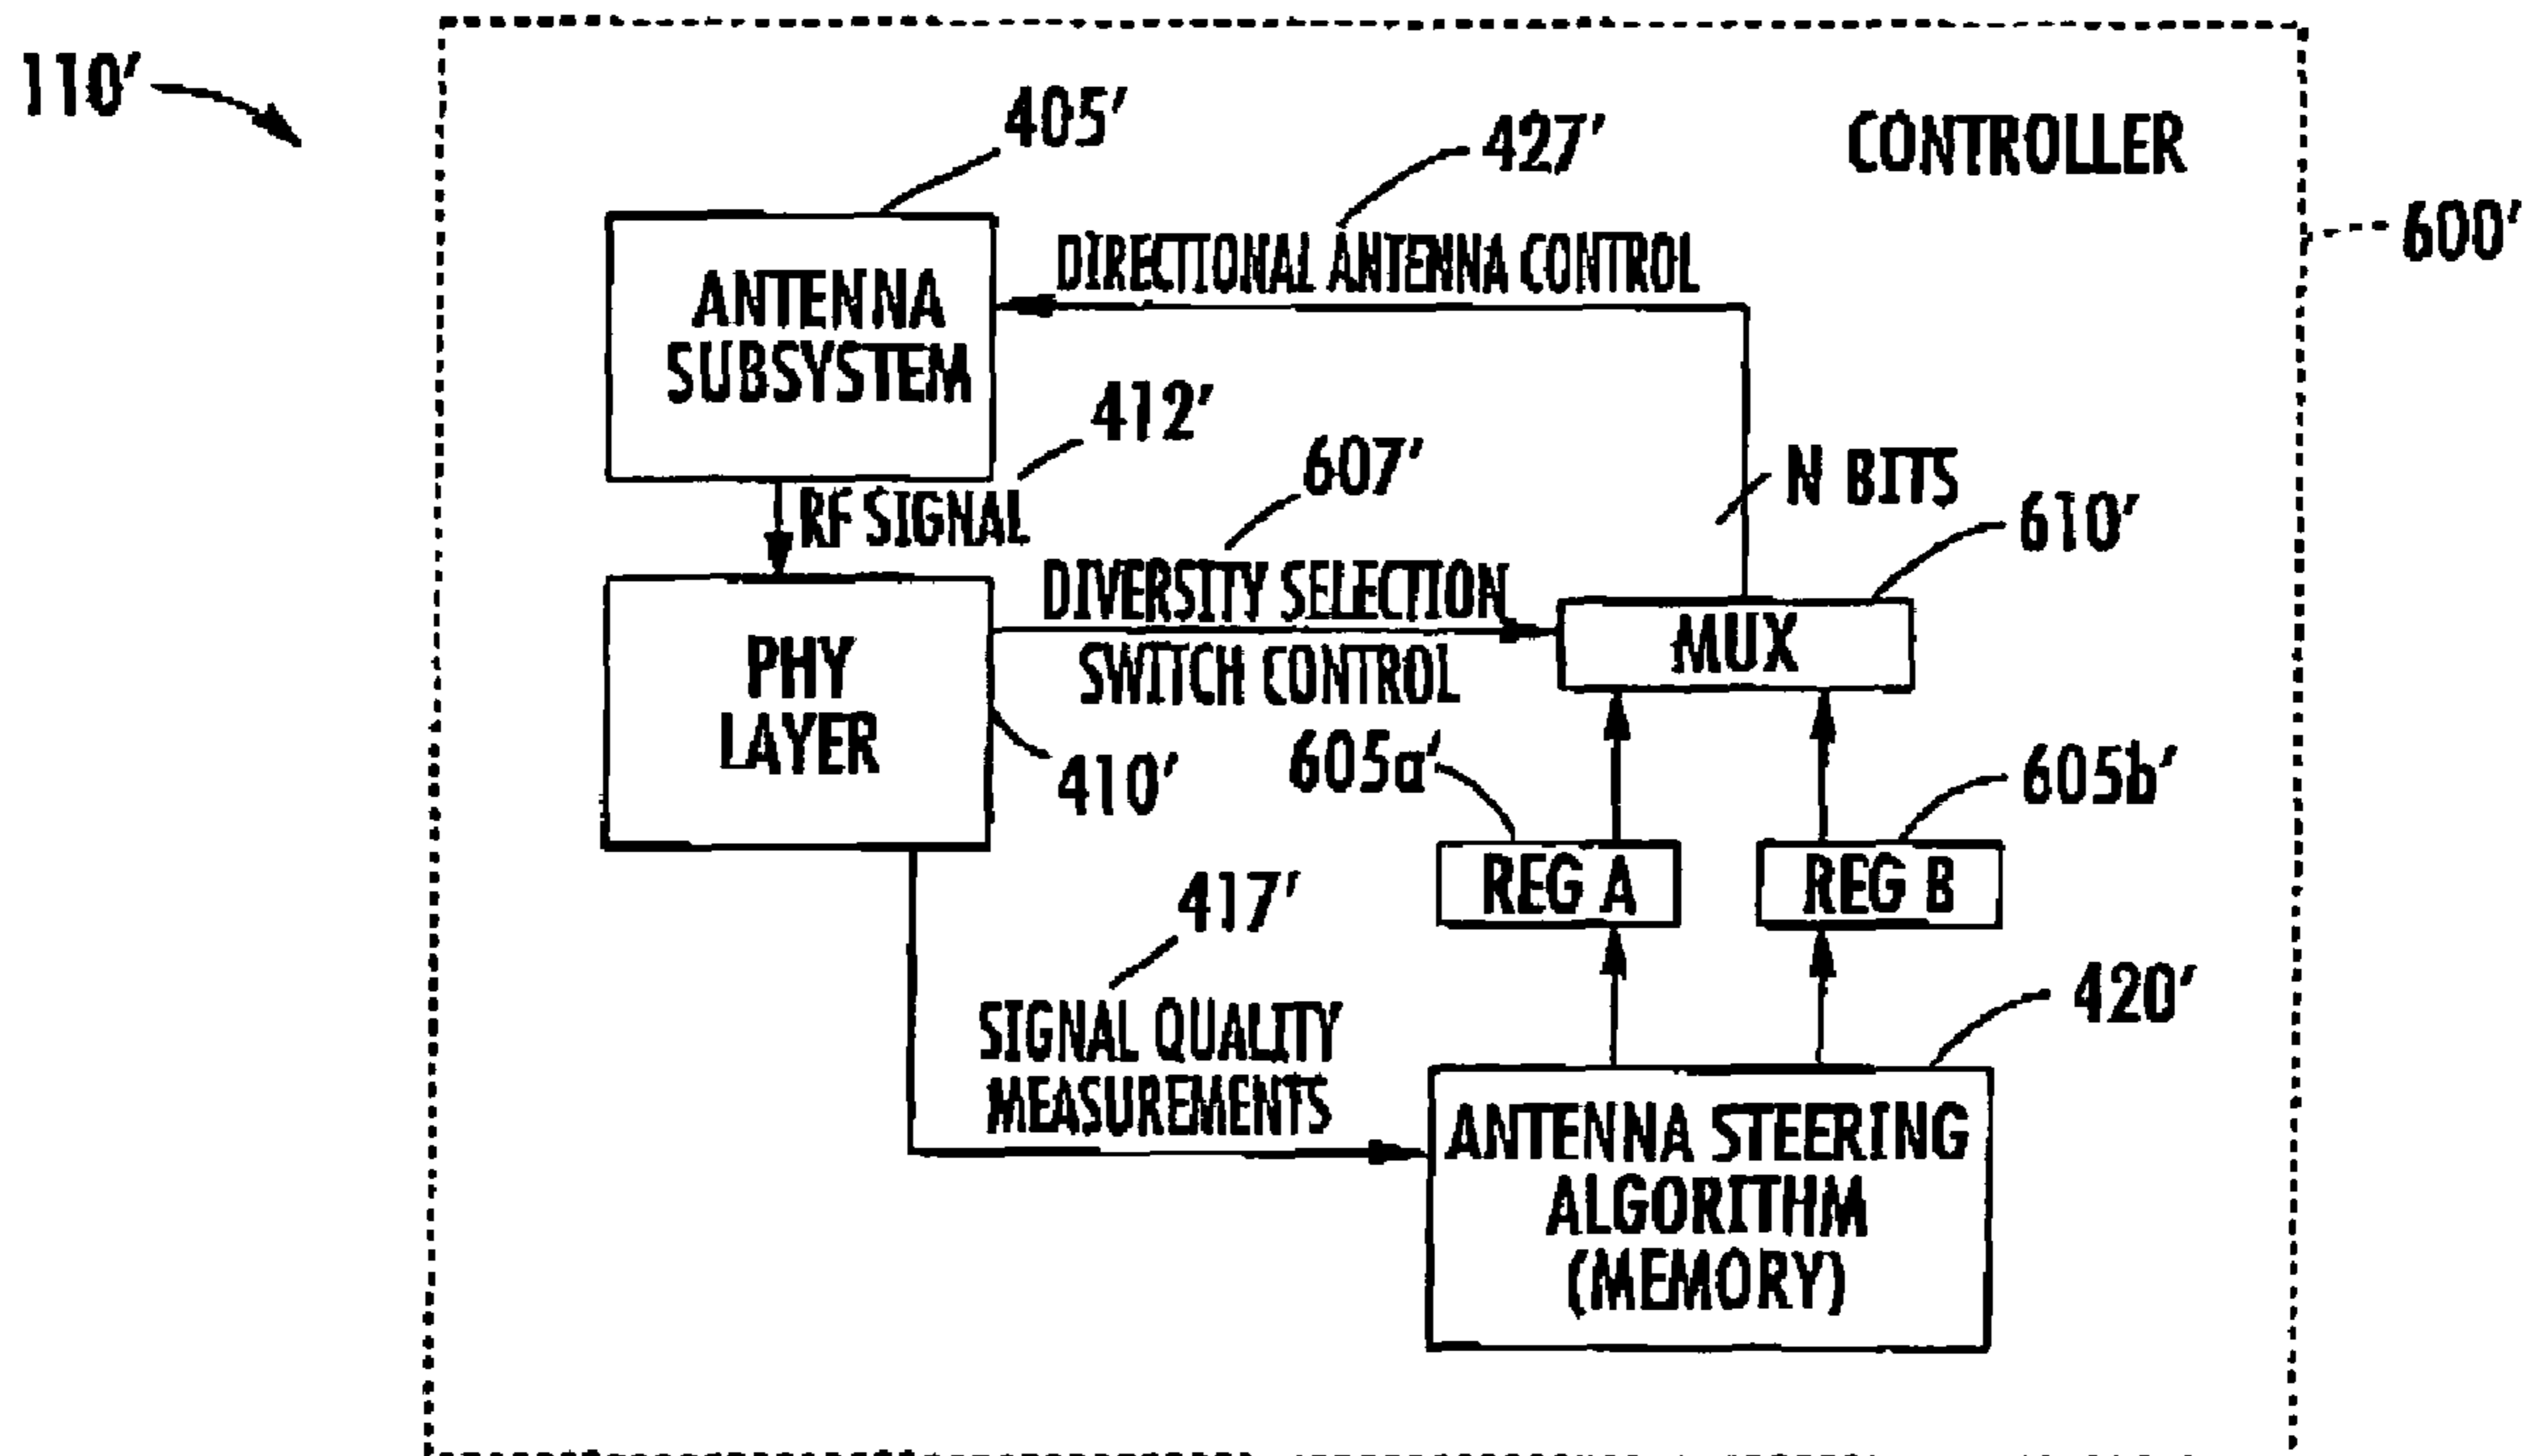 110'
405'
427'
CONTROLLER
600'
DIRECTIONAL ANTENNA CONTROL
ANTENNA
SUBSYSTEM
412'
607'
N BITS
610'
RF SIGNAL
DIVERSITY SELECTION
SWITCH CONTROL
MUX
PHY
LAYER
410'
605a'
605b'
REG A
REG B
417'
SIGNAL QUALITY
MEASUREMENTS
420'
ANTENNA STEERING
ALGORITHM
(MEMORY)